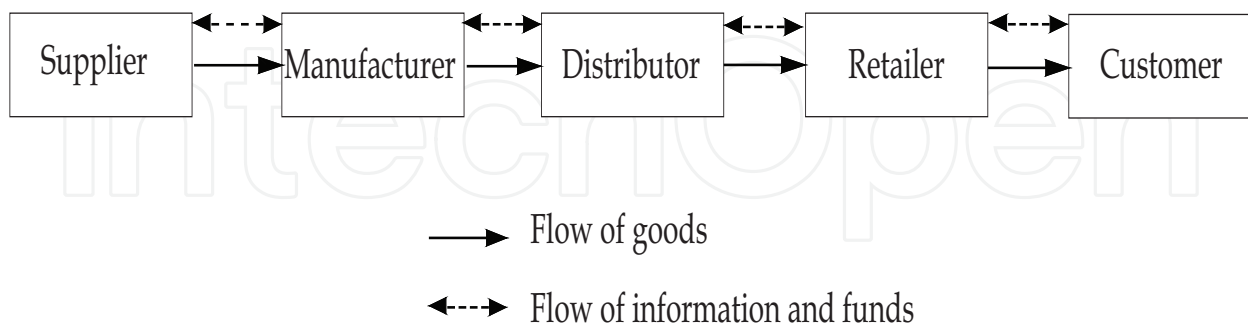 Supplier
Manufacturer
Distributor
Retailer
Customer
IntechOpen
Flow of goods
Flow of information and funds